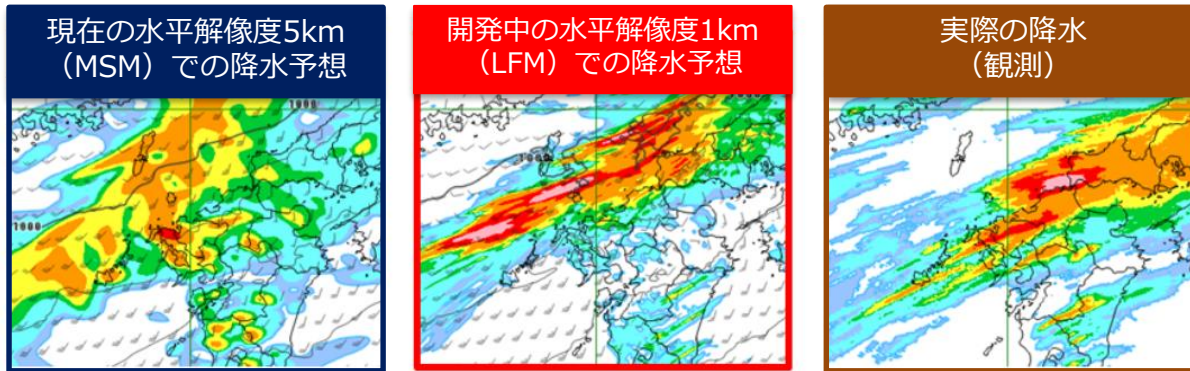 現在の水平解像度5km
（MSM）での降水予想
開発中の水平解像度1km
（LFM）での降水予想
実際の降水
（観測）
1000
1000